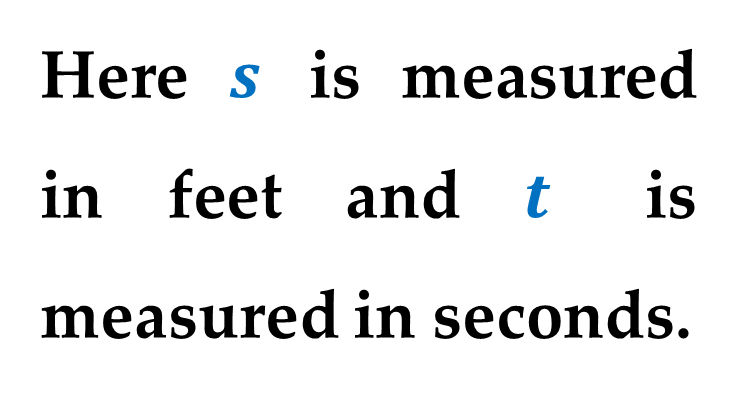 Here s is measured
in feet and t is
measured in seconds.